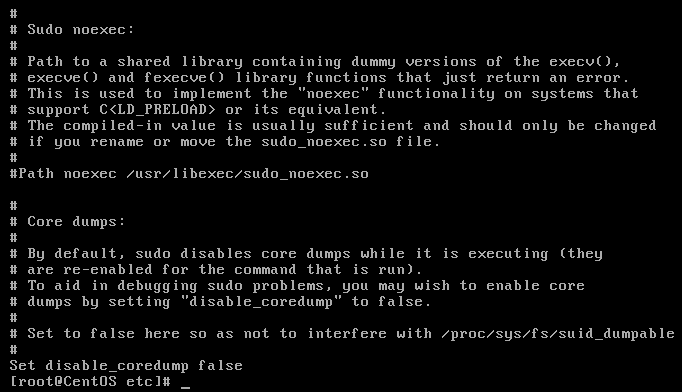 #
# Sudo noexec:
#
# Path to a shared library containing dummy versions of the execv(),
# execve() and fexecve() library functions that just return an error.
# This is used to implement the "noexec" functionality on systems that
# support C<LD_PRELOAD> or its equivalent.
# The compiled-in value is usually sufficient and should only be changed
# if you rename or move the sudo_noexec.so file.
#
#Path noexec /usr/libexec/sudo_noexec.so
#
# Core dumps:
#
# By default, sudo disables core dumps while it is executing (they
# are re-enabled for the command that is run).
# To aid in debugging sudo problems, you may wish to enable core
# dumps by setting "disable_coredump" to false.
#
# Set to false here so as not to interfere with /proc/sys/fs/suid_dumpable
#
Set disable_coredump false
[root@CentOS etc]# _